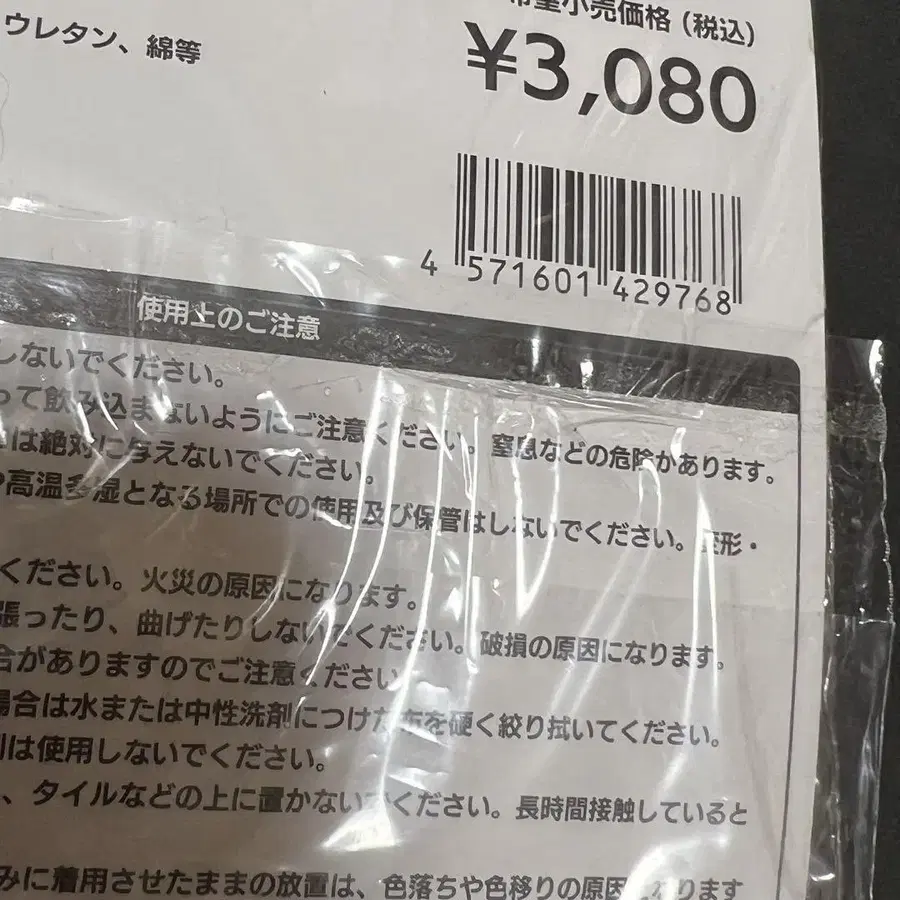 ウレタン、綿等
希望小売価格（税込）
¥3,080
4 571601 429768
使用上のご注意
しないでください。
って飲み込まないようにご注意ください。窒息などの危険があります。
は絶対に与えないでください。
高温多湿となる場所での使用及び保管はしないでください。変形・
ください。火災の原因になります。
張ったり、曲げたりしないでください。破損の原因になります。
合がありますのでご注意ください
場合は水または中性洗剤につけた布を硬く絞り拭いてください。
は使用しないでください。
、タイルなどの上に置かないでください。長時間接触していると
みに着用させたままの放置は、色落ちや色移りの原因になります